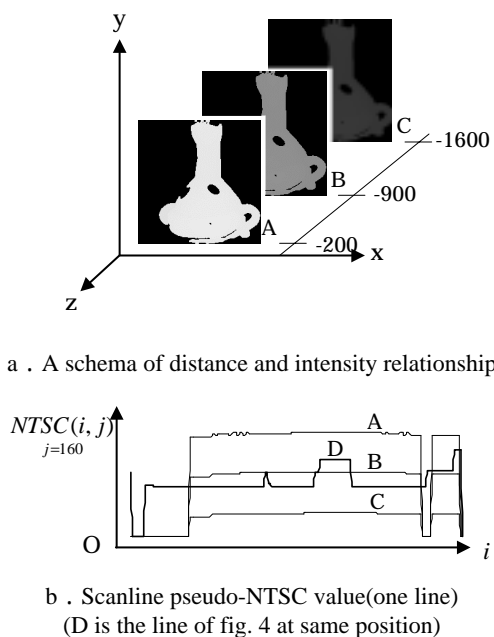 y
C
-1600
B
-900
A
-200
x
z
a . A schema of distance and intensity relationship
NTSC(i, j)
j=160
A
D
B
C
O
i
b . Scanline pseudo-NTSC value(one line)
(D is the line of fig. 4 at same position)